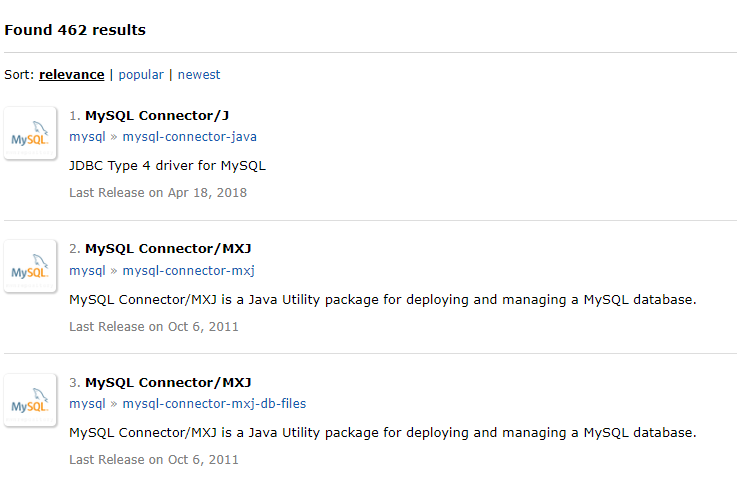 Found 462 results
Sort: relevance | popular | newest
MySQL
1. MySQL Connector/J
mysql » mysql-connector-java
JDBC Type 4 driver for MySQL
Last Release on Apr 18, 2018
MySQL
2. MySQL Connector/MXJ
mysql » mysql-connector-mxj
MySQL Connector/MXJ is a Java Utility package for deploying and managing a MySQL database.
Last Release on Oct 6, 2011
MySQL
3. MySQL Connector/MXJ
mysql » mysql-connector-mxj-db-files
MySQL Connector/MXJ is a Java Utility package for deploying and managing a MySQL database.
Last Release on Oct 6, 2011